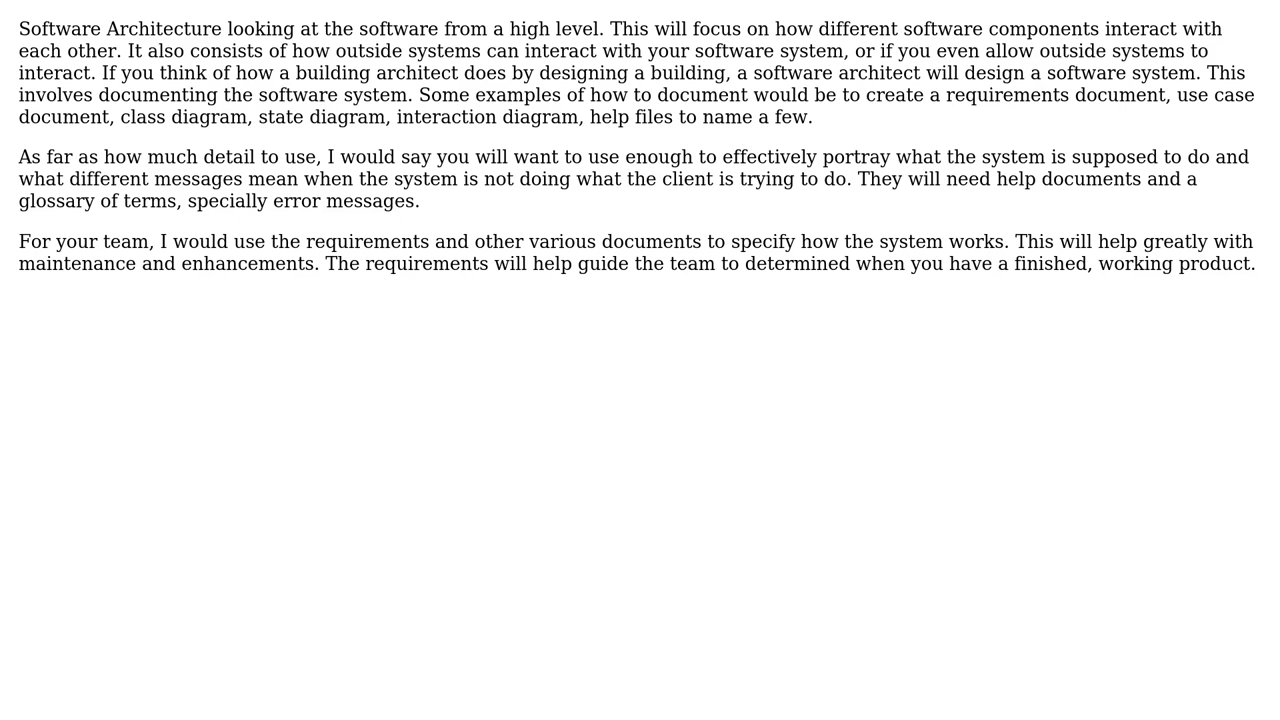 Software Architecture looking at the software from a high level. This will focus on how different software components interact with
each other. It also consists of how outside systems can interact with your software system, or if you even allow outside systems to
interact. If you think of how a building architect does by designing a building, a software architect will design a software system. This
involves documenting the software system. Some examples of how to document would be to create a requirements document, use case
document, class diagram, state diagram, interaction diagram, help files to name a few.
As far as how much detail to use, I would say you will want to use enough to effectively portray what the system is supposed to do and
what different messages mean when the system is not doing what the client is trying to do. They will need help documents and a
glossary of terms, specially error messages.
For your team, I would use the requirements and other various documents to specify how the system works. This will help greatly with
maintenance and enhancements. The requirements will help guide the team to determined when you have a finished, working product.